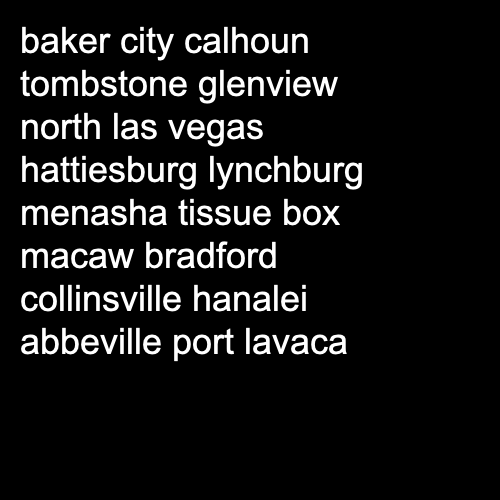 baker city calhoun
tombstone glenview
north las vegas
hattiesburg lynchburg
menasha tissue box
macaw bradford
collinsville hanalei
abbeville port lavaca